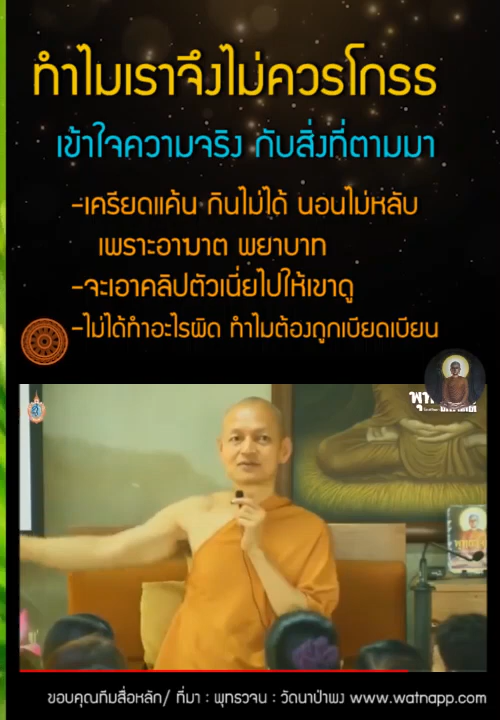 ทำไมเราจึงไม่ควรโกรธ
เข้าใจความจริง กับสิ่งที่ตามมา
-เครียดแค้น กินไม่ได้ นอนไม่หลับ
เพราะอาฆาต พยาบาท
-จะเอาคลิปตัวเนี่ยไปให้เขาดู
-ไม่ได้ทำอะไรผิด ทำไมต้องถูกเบียดเบียน
ขอบคุณทีมสื่อหลัก/ ที่มา : พุทธวจน : วัดนาป่าพง www.watnapp.com